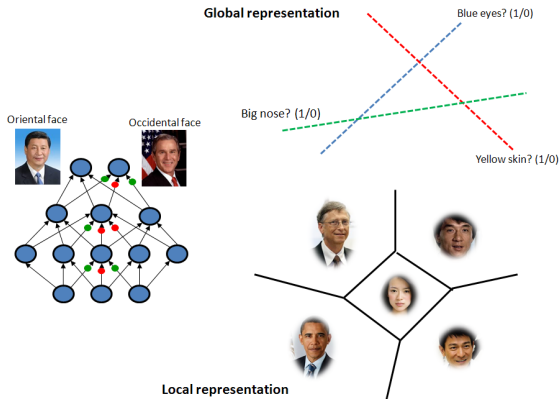 Global representation
Blue eyes? (1/0)
Big nose? (1/0)
Oriental face
Occidental face
Yellow skin? (1/0)
Local representation